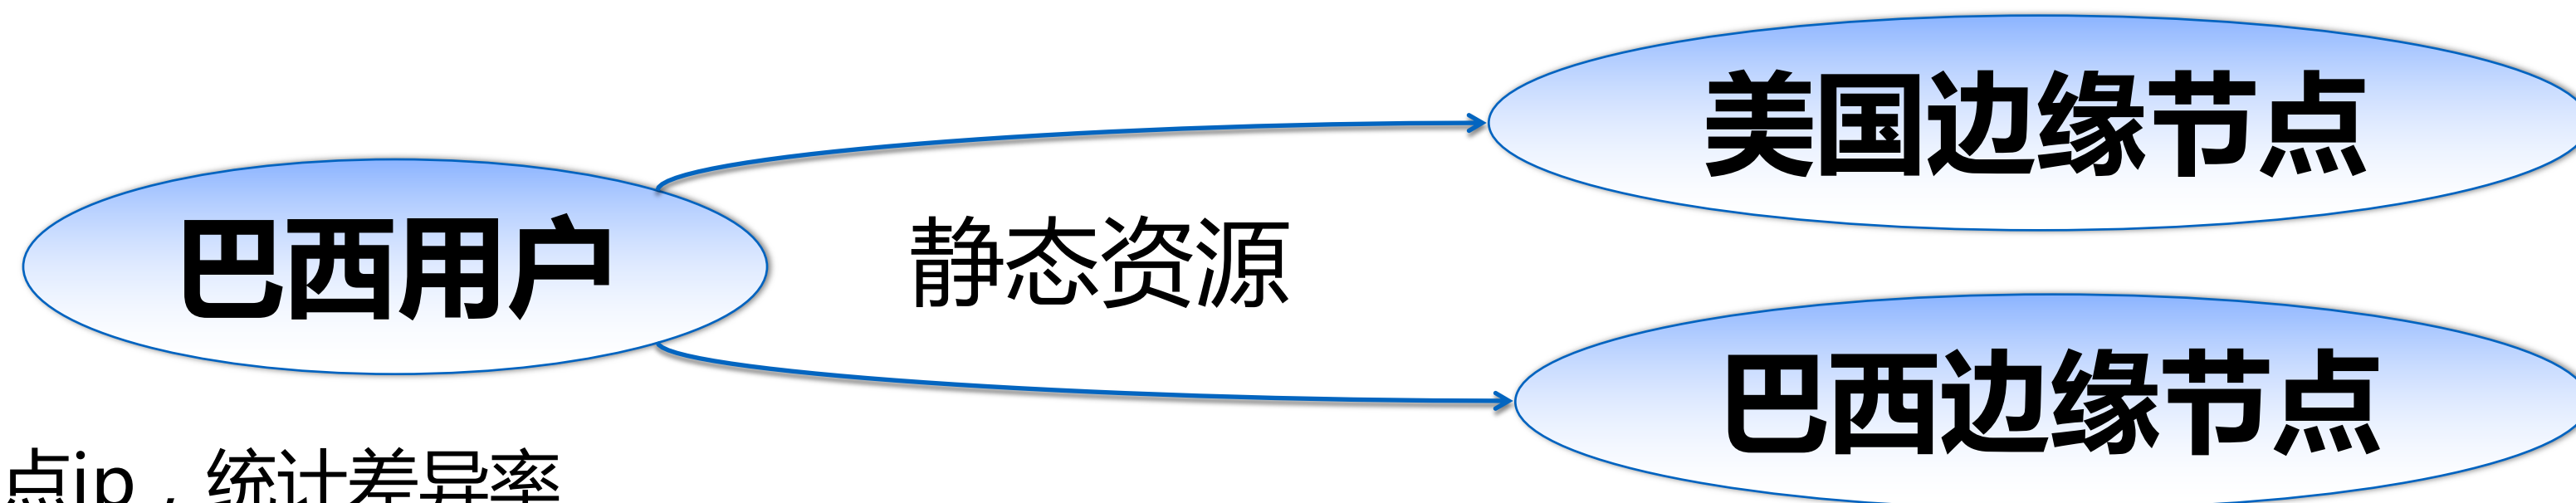 美国边缘节点
巴西用户
静态资源
巴西边缘节点
点ip，统计差异率